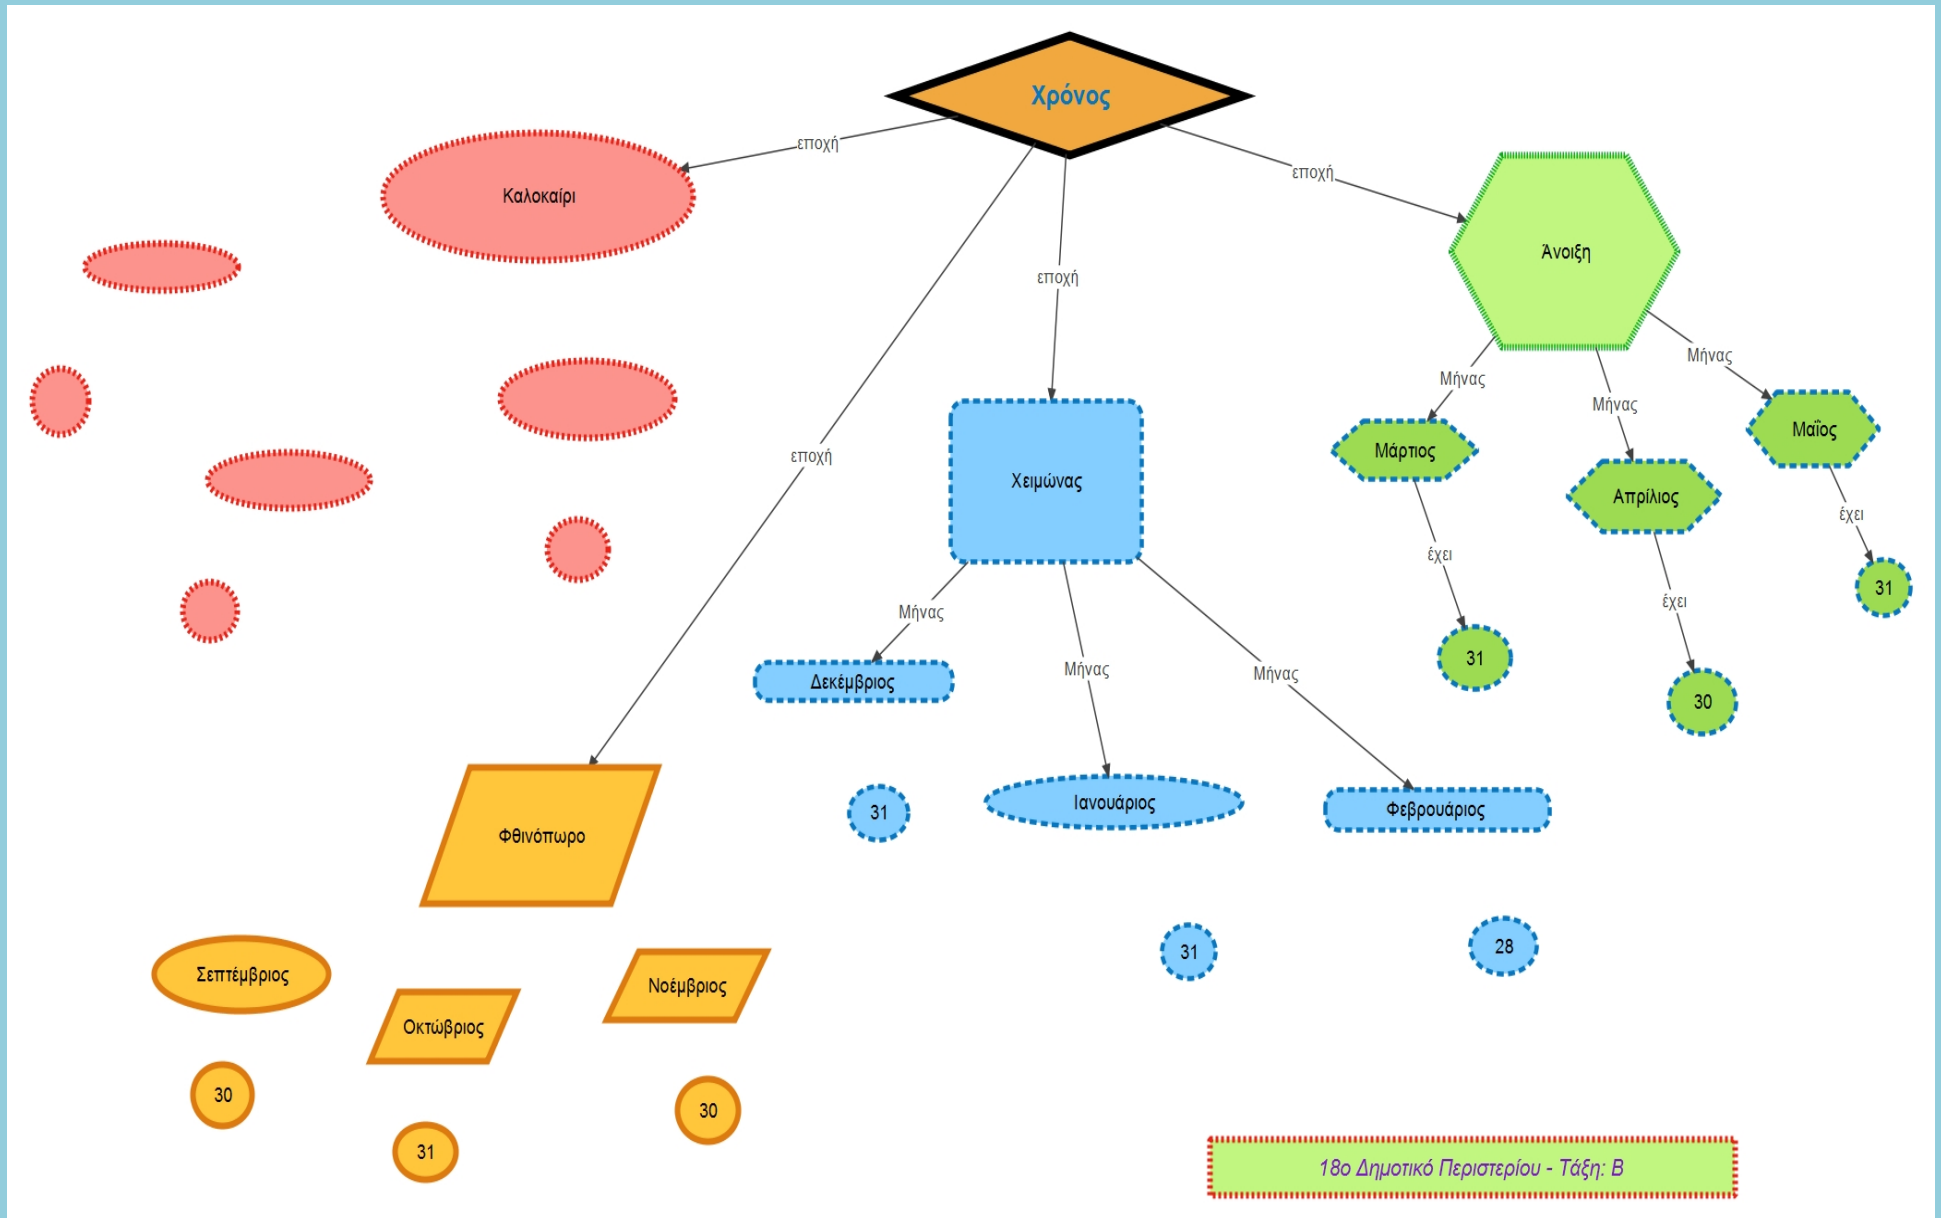 Χρόνος
εποχή
εποχή
εποχή
εποχή
Καλοκαίρι
Άνοιξη
Μήνας
Μήνας
Μήνας
Μάρτιος
Απρίλιος
Μαΐος
έχει
έχει
έχει
31
30
31
Χειμώνας
Μήνας
Μήνας
Μήνας
Δεκέμβριος
Ιανουάριος
Φεβρουάριος
31
31
28
Φθινόπωρο
Σεπτέμβριος
Οκτώβριος
Νοέμβριος
30
31
30
18ο Δημοτικό Περιστερίου - Τάξη: Β